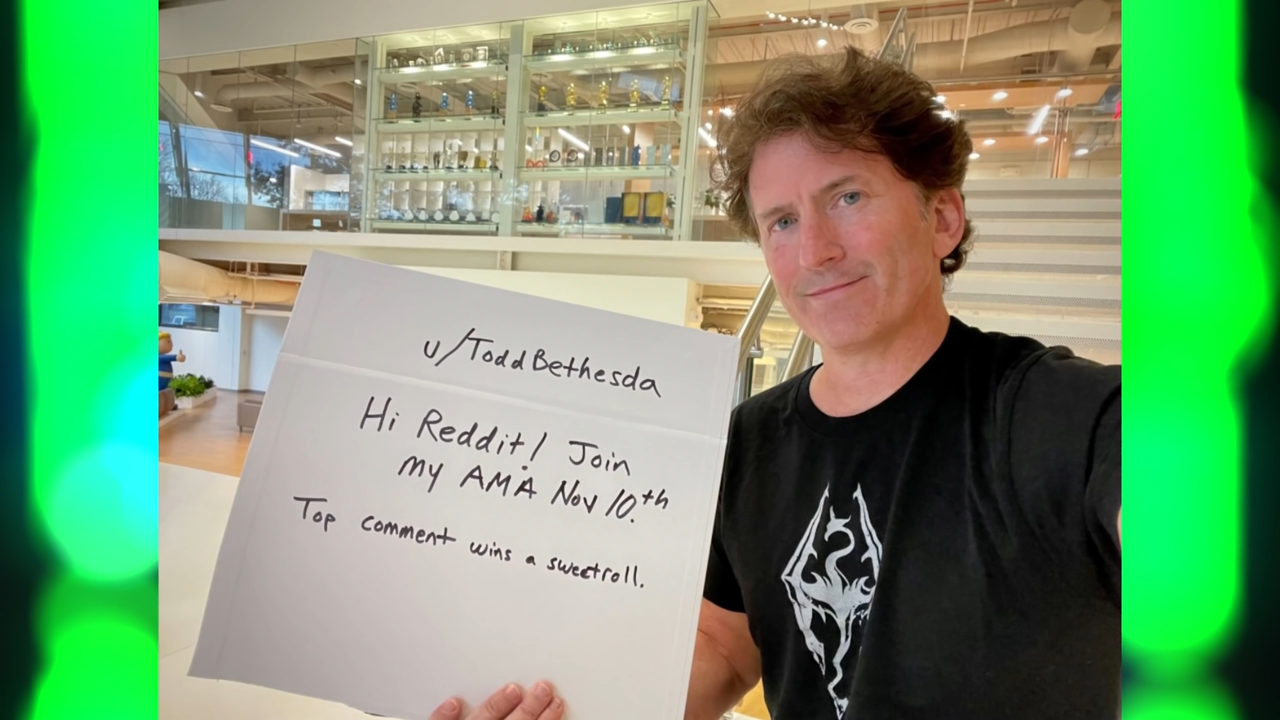 u/ToddBethesda
Hi Reddit! Join
my AMA Nov 10th
Top comment wins a sweetroll.